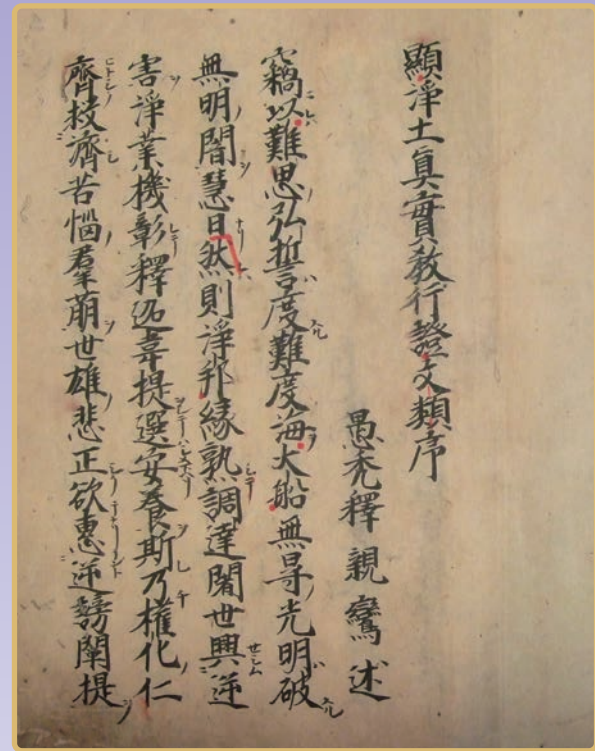 顯淨土眞實教行證文類序
愚禿釋親鸞述
竊以難思弘誓度難度海大船無㝵光明破
無明闇慧日然則淨邦緣熟調達闍世興逆
害淨業機彰釋迦韋提選安養斯乃權化仁
齊救濟苦惱羣萌世雄悲正欲惠逆謗闡提